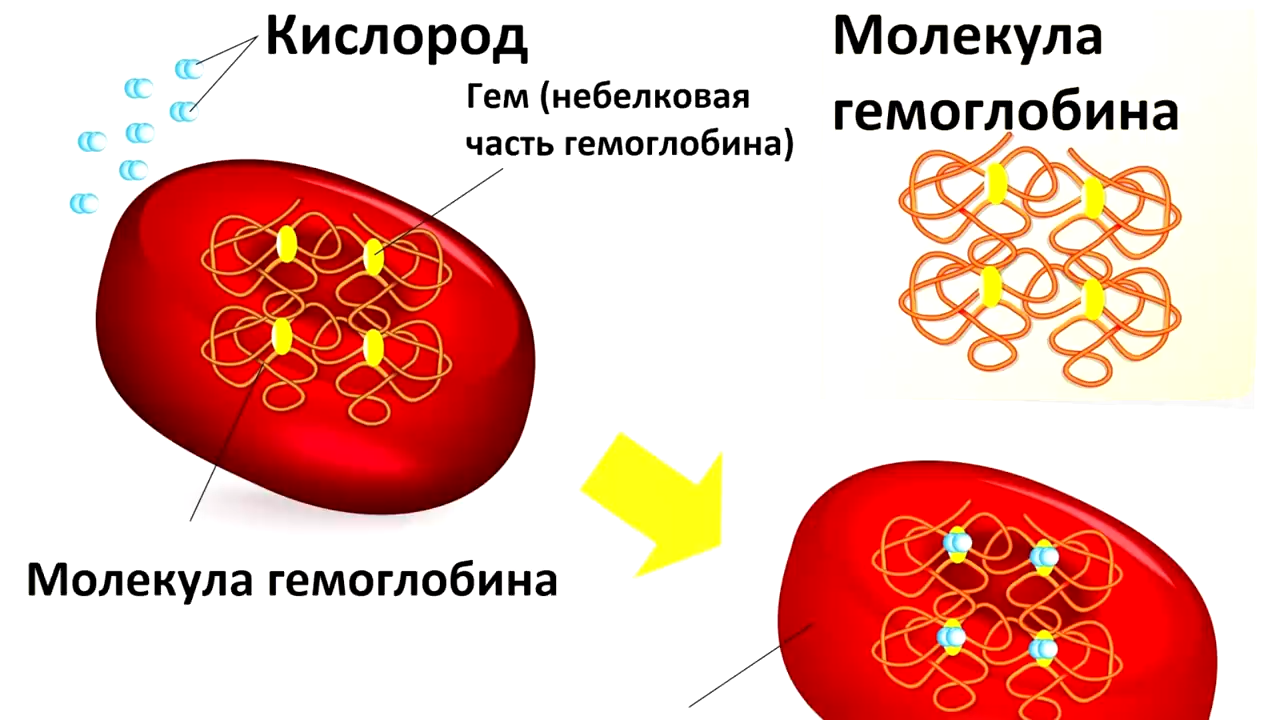 Кислород
Гем (небелковая
часть гемоглобина)
Молекула
гемоглобина
Молекула гемоглобина